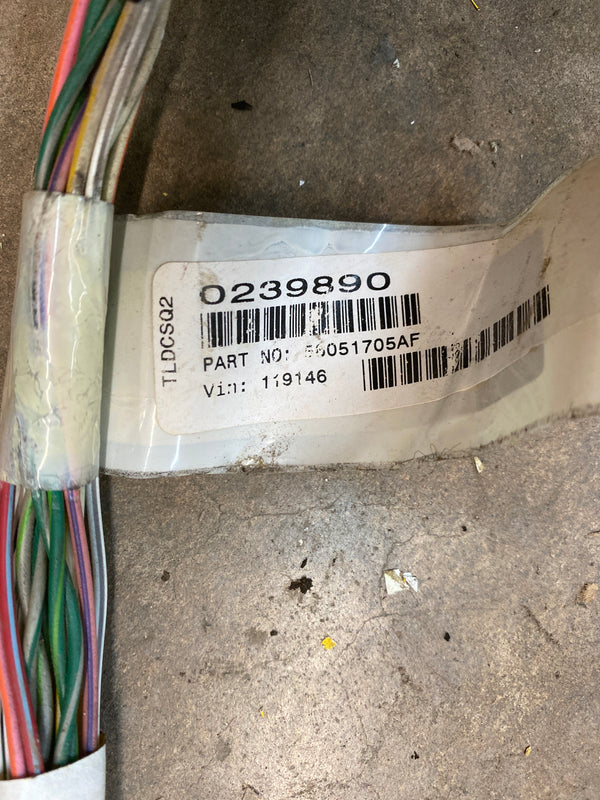 TLDCSQ2
0239890
PART NO: 56051705AF
Vin: 119146